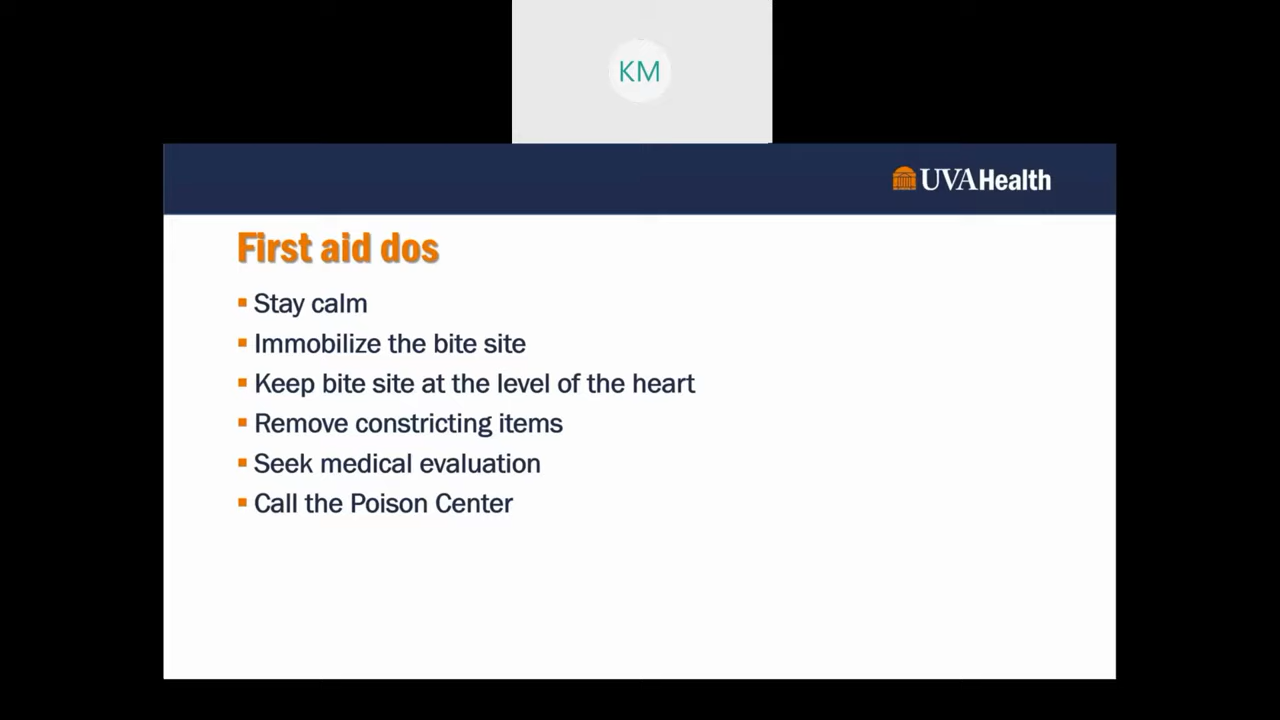 KM
UVAHealth
First aid dos
Stay calm
Immobilize the bite site
Keep bite site at the level of the heart
Remove constricting items
Seek medical evaluation
Call the Poison Center